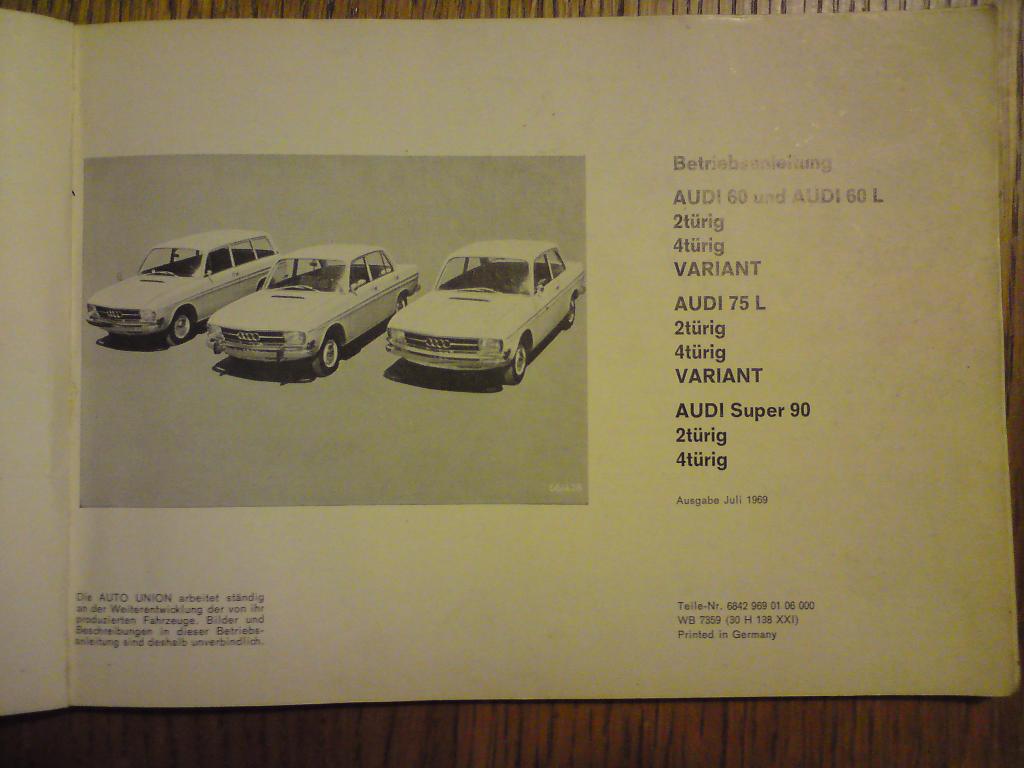 Betriebsanleitung
AUDI 60 und AUDI 60 L
2türig
4türig
VARIANT
AUDI 75 L
2türig
4türig
VARIANT
AUDI Super 90
2türig
4türig
Ausgabe Juli 1969
Die AUTO UNION arbeitet ständig
an der Weiterentwicklung der von ihr
produzierten Fahrzeuge. Bilder und
Beschreibungen in dieser Betriebs-
anleitung sind deshalb unverbindlich.
Teile-Nr. 6842 969 01 06 000
WB 7359 (30 H 138 XXI)
Printed in Germany